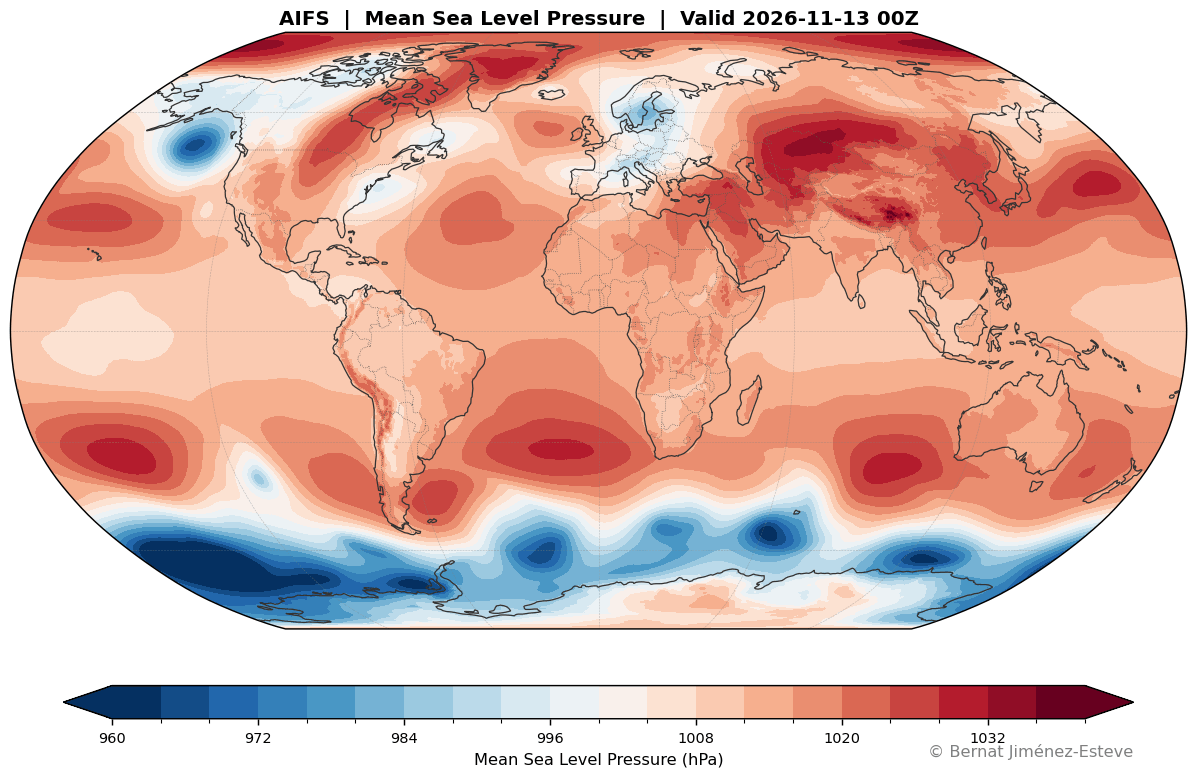 AIFS | Mean Sea Level Pressure | Valid 2026-11-13 00Z
960 972 984 996 1008 1020 1032
Mean Sea Level Pressure (hPa)
© Bernat Jiménez-Esteve